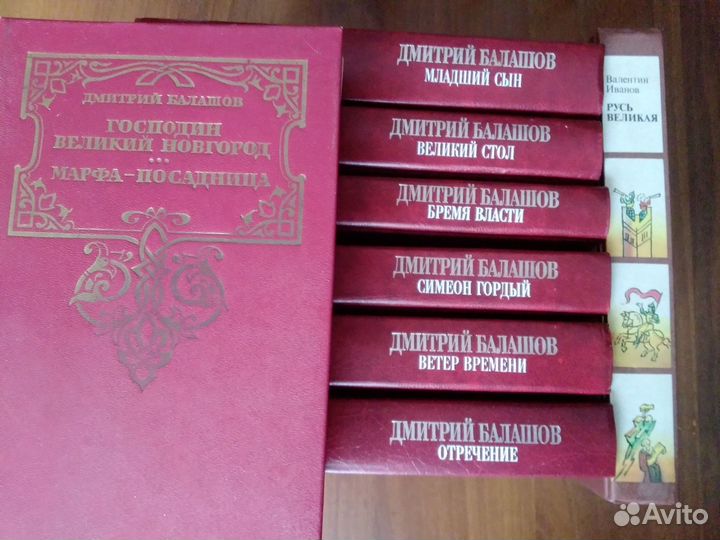 ДМИТРИЙ БАЛАШОВ
ГОСПОДИН
ВЕЛИКИЙ НОВГОРОД
МАРФА-ПОСАДНИЦА
ДМИТРИЙ БАЛАШОВ
МЛАДШИЙ СЫН
ДМИТРИЙ БАЛАШОВ
ВЕЛИКИЙ СТОЛ
ДМИТРИЙ БАЛАШОВ
БРЕМЯ ВЛАСТИ
ДМИТРИЙ БАЛАШОВ
СИМЕОН ГОРДЫЙ
ДМИТРИЙ БАЛАШОВ
ВЕТЕР ВРЕМЕНИ
ДМИТРИЙ БАЛАШОВ
ОТРЕЧЕНИЕ
Валентин
Иванов
РУСЬ
ВЕЛИКАЯ
Avito